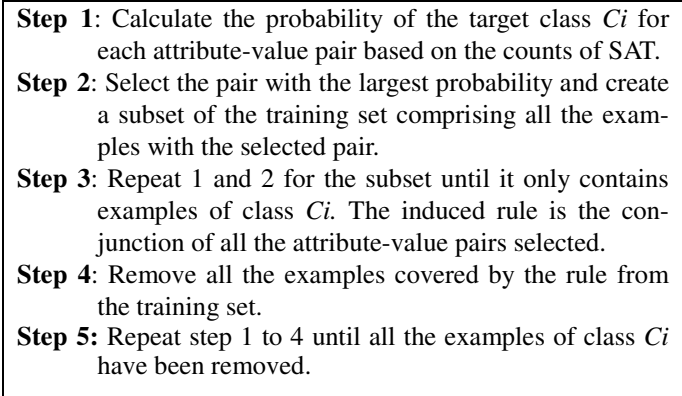 Step 1: Calculate the probability of the target class Ci for
each attribute-value pair based on the counts of SAT.
Step 2: Select the pair with the largest probability and create
a subset of the training set comprising all the exam-
ples with the selected pair.
Step 3: Repeat 1 and 2 for the subset until it only contains
examples of class Ci. The induced rule is the con-
junction of all the attribute-value pairs selected.
Step 4: Remove all the examples covered by the rule from
the training set.
Step 5: Repeat step 1 to 4 until all the examples of class Ci
have been removed.